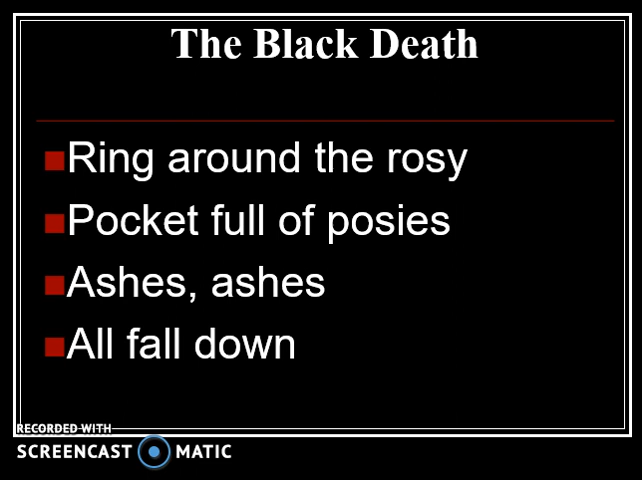 The Black Death
Ring around the rosy
Pocket full of posies
Ashes, ashes
All fall down
RECORDED WITH
SCREENCAST MATIC